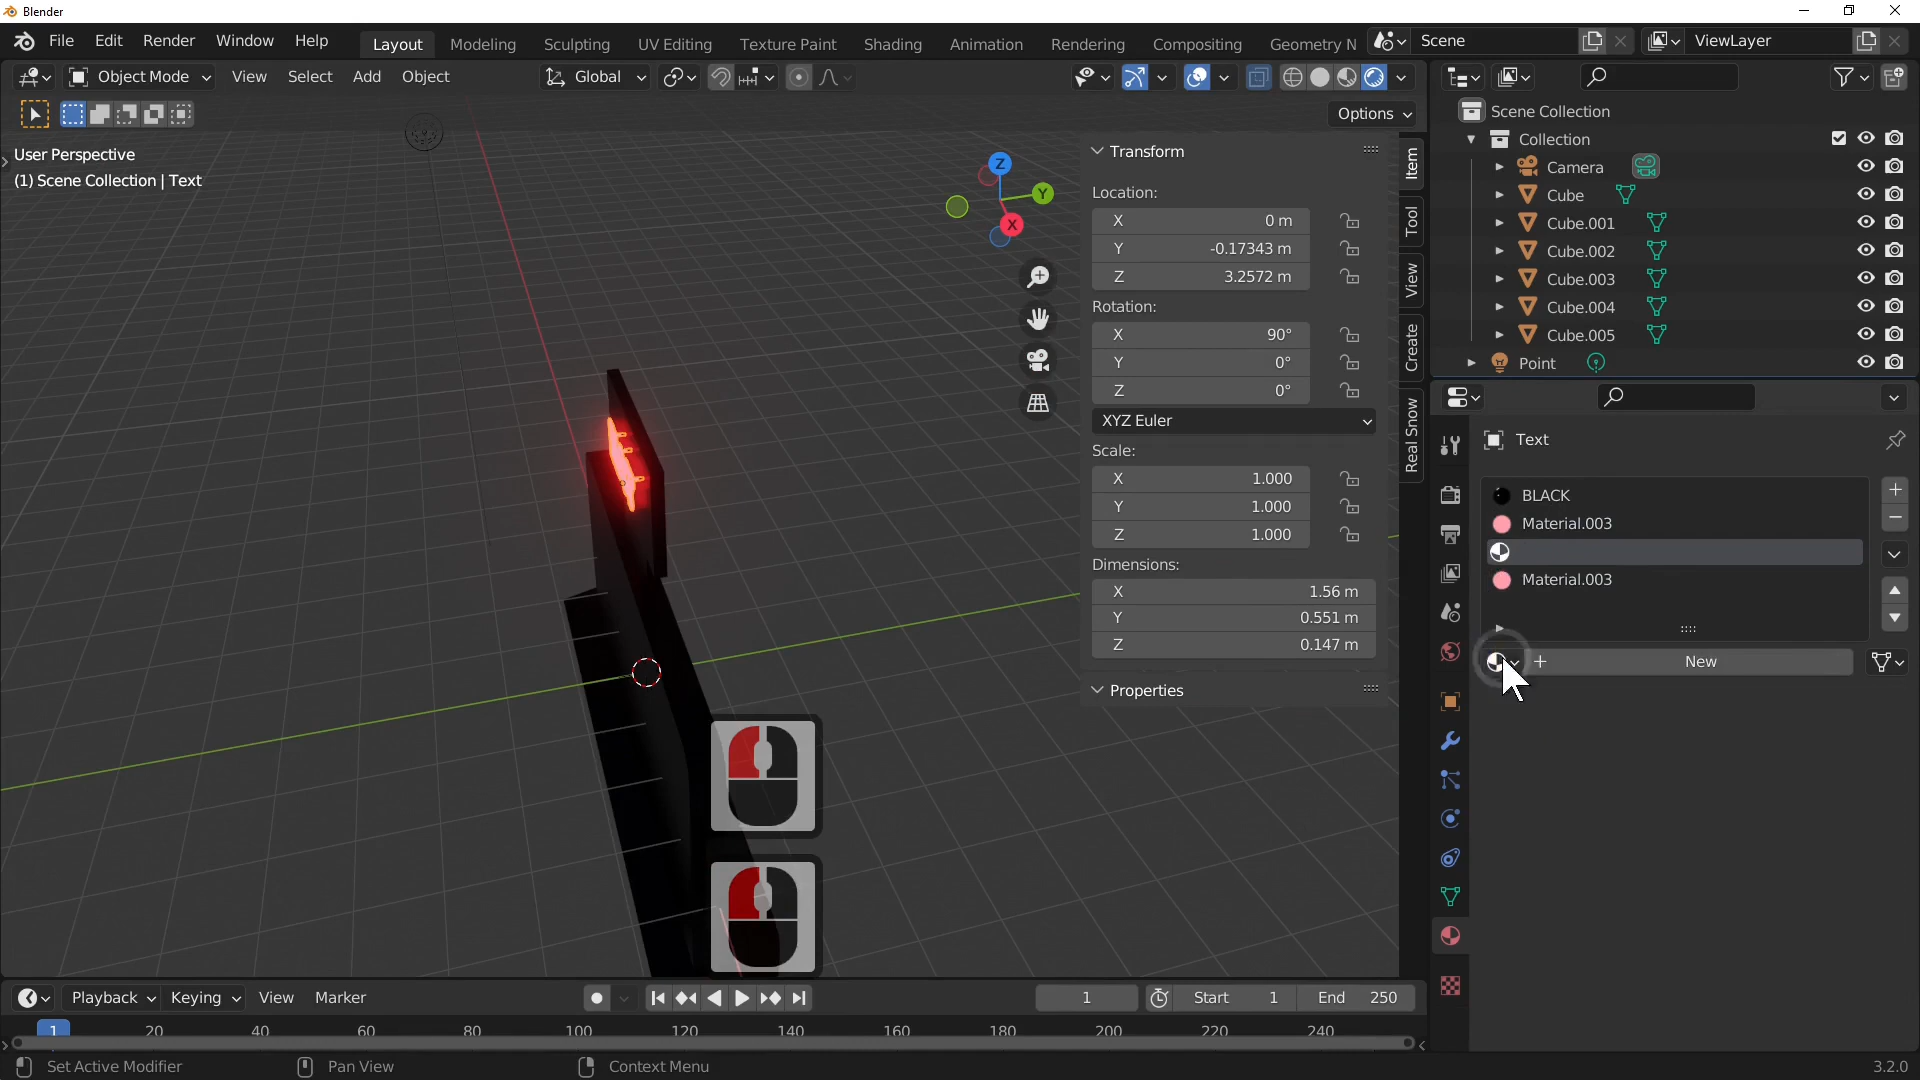 Blender
File Edit Render Window Help Layout Modeling Sculpting UV Editing Texture Paint Shading Animation Rendering Compositing Geometry N Scene ViewLayer
Object Mode View Select Add Object Global
Options
User Perspective
(1) Scene Collection | Text
Z
Y
X
Transform
Location:
X 0 m
Y -0.17343 m
Z 3.2572 m
Rotation:
X 90°
Y 0°
Z 0°
XYZ Euler
Scale:
X 1.000
Y 1.000
Z 1.000
Dimensions:
X 1.56 m
Y 0.551 m
Z 0.147 m
Properties
Item
Tool
View
Create
Real Snow
Scene Collection
Collection
Camera
Cube
Cube.001
Cube.002
Cube.003
Cube.004
Cube.005
Point
Text
BLACK
Material.003
Material.003
New
Playback Keying View Marker 1 Start 1 End 250
1 20 40 60 80 100 120 140 160 180 200 220 240
Set Active Modifier Pan View Context Menu 3.2.0